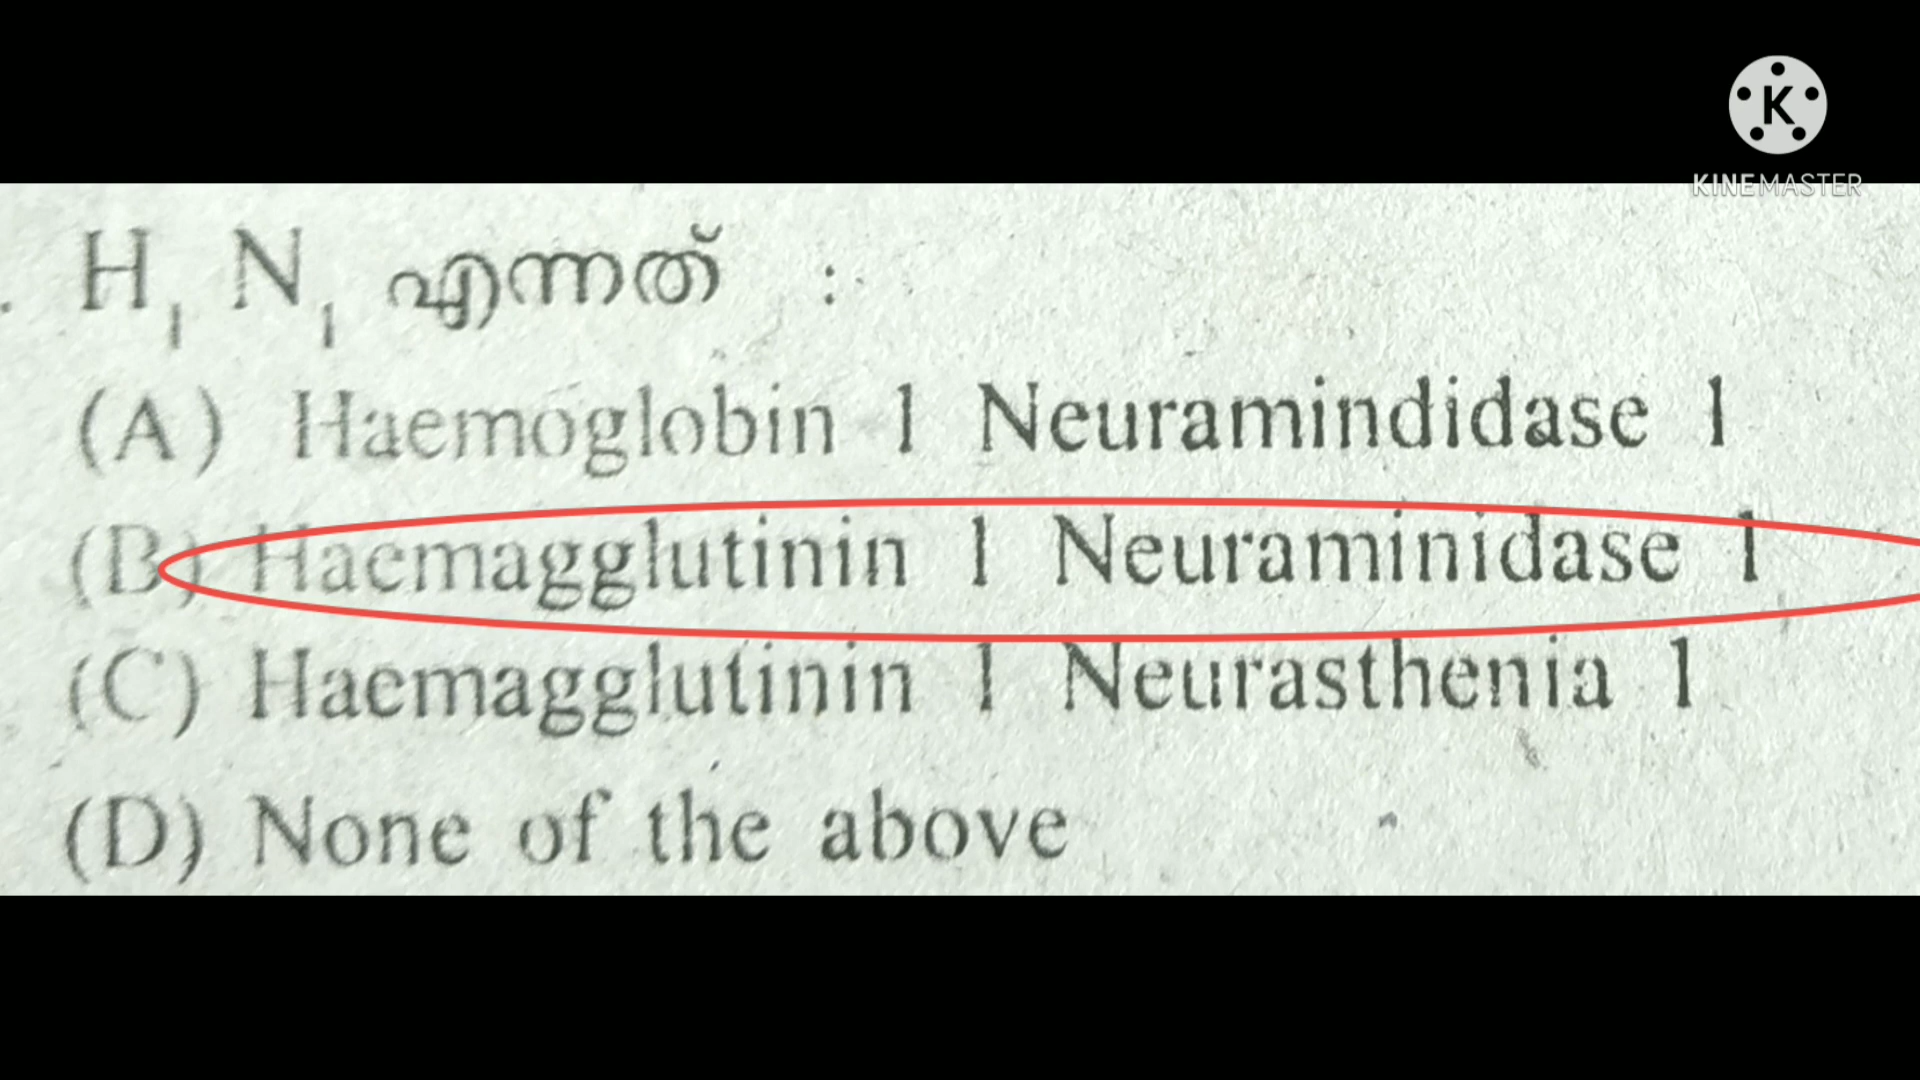 K
KINEMASTER
. H₁ N₁ എന്നത് :
(A) Haemoglobin 1 Neuramindidase 1
(B) Haemagglutinin 1 Neuraminidase 1
(C) Haemagglutinin 1 Neurasthenia 1
(D) None of the above